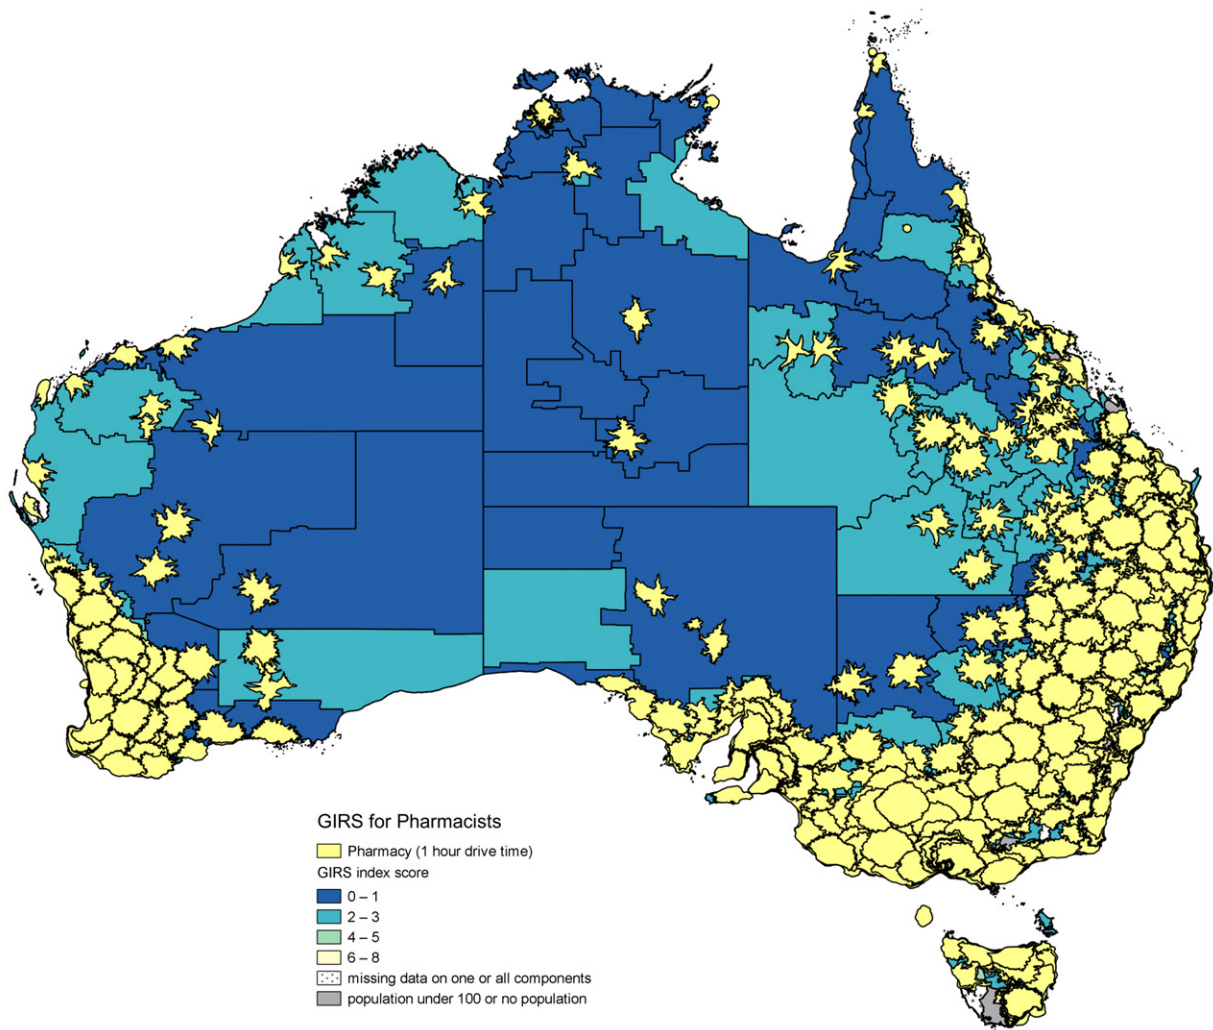 GIRS for Pharmacists
Pharmacy (1 hour drive time)
GIRS index score
0 – 1
2 – 3
4 – 5
6 – 8
missing data on one or all components
population under 100 or no population